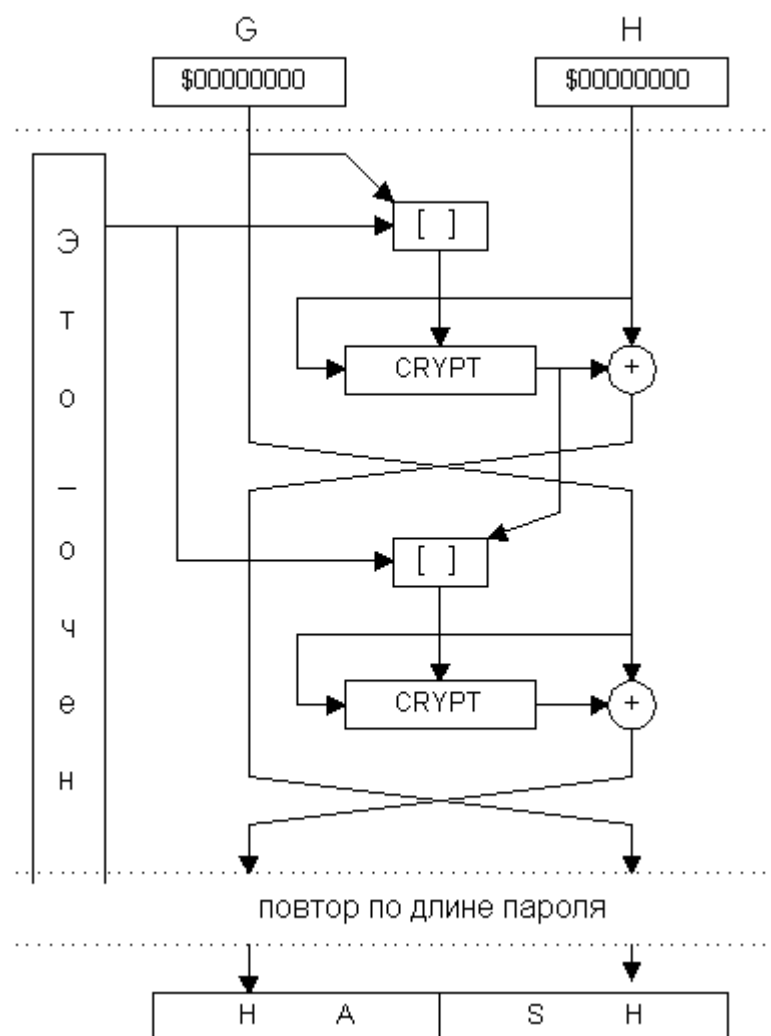 G H
$00000000 $00000000
[ ]
Э
т
о
CRYPT +
–
о
[ ]
ч
е
CRYPT +
н
повтор по длине пароля
H A S H